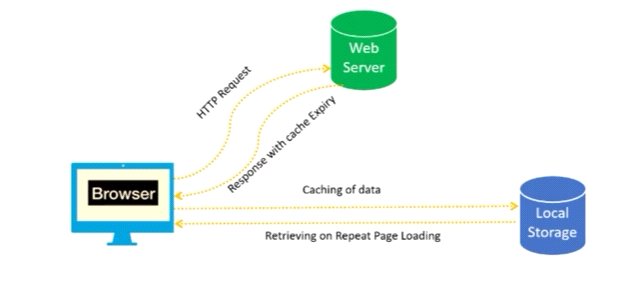 Web
Server
HTTP Request
Response with cache Expiry
Browser
Caching of data
Local
Storage
Retrieving on Repeat Page Loading